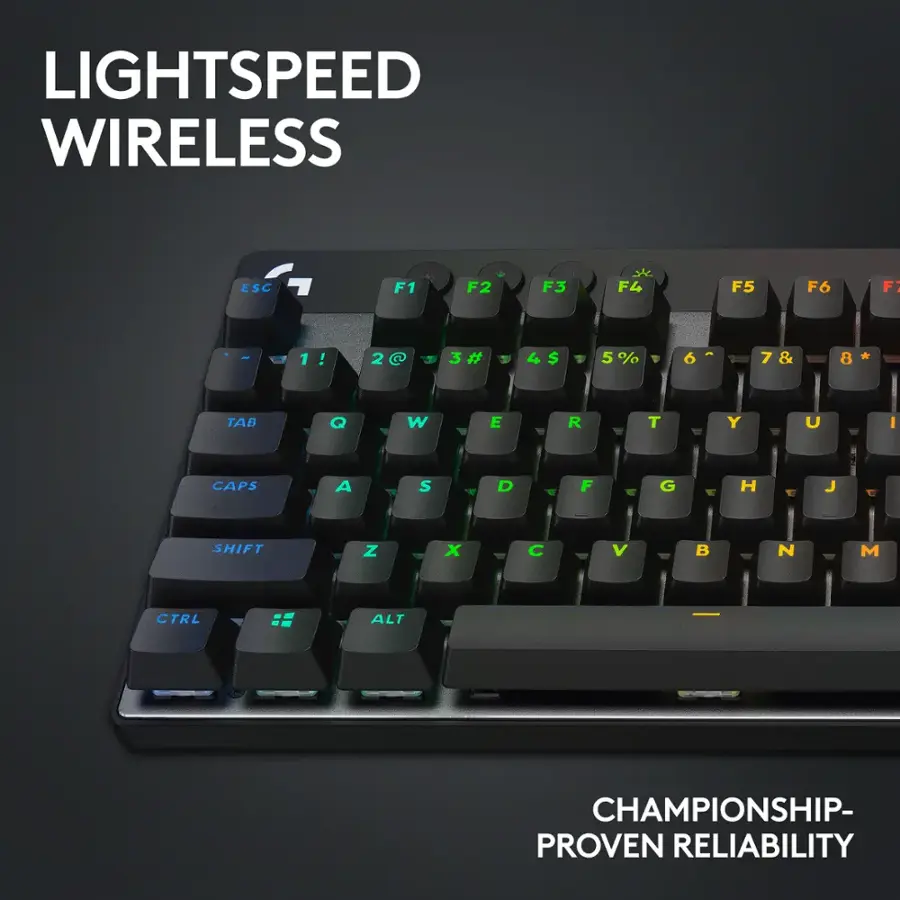 LIGHTSPEED
WIRELESS
ESC F1 F2 F3 F4 F5 F6 F7
` ~ 1 ! 2 @ 3 # 4 $ 5 % 6 ^ 7 & 8 *
TAB Q W E R T Y U I
CAPS A S D F G H J
SHIFT Z X C V B N M
CTRL ALT
CHAMPIONSHIP-
PROVEN RELIABILITY